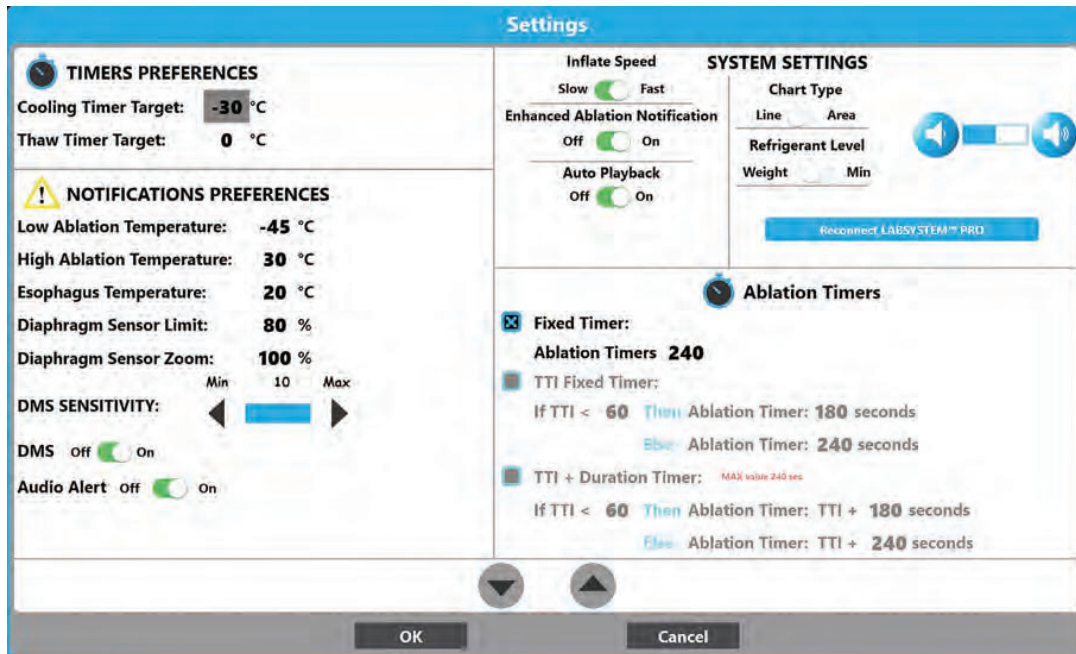 Settings
TIMERS PREFERENCES
Cooling Timer Target: -30 °C
Thaw Timer Target: 0 °C
NOTIFICATIONS PREFERENCES
Low Ablation Temperature: -45 °C
High Ablation Temperature: 30 °C
Esophagus Temperature: 20 °C
Diaphragm Sensor Limit: 80 %
Diaphragm Sensor Zoom: 100 %
Min 10 Max
DMS SENSITIVITY:
DMS Off On
Audio Alert Off On
SYSTEM SETTINGS
Inflate Speed
Slow Fast
Enhanced Ablation Notification
Off On
Auto Playback
Off On
Chart Type
Line Area
Refrigerant Level
Weight Min
Reconnect LABSYSTEM™ PRO
Ablation Timers
Fixed Timer:
Ablation Timers 240
TTI Fixed Timer:
If TTI < 60 Then Ablation Timer: 180 seconds
Else Ablation Timer: 240 seconds
TTI + Duration Timer: MAX value 240 sec
If TTI < 60 Then Ablation Timer: TTI + 180 seconds
Else Ablation Timer: TTI + 240 seconds
OK Cancel